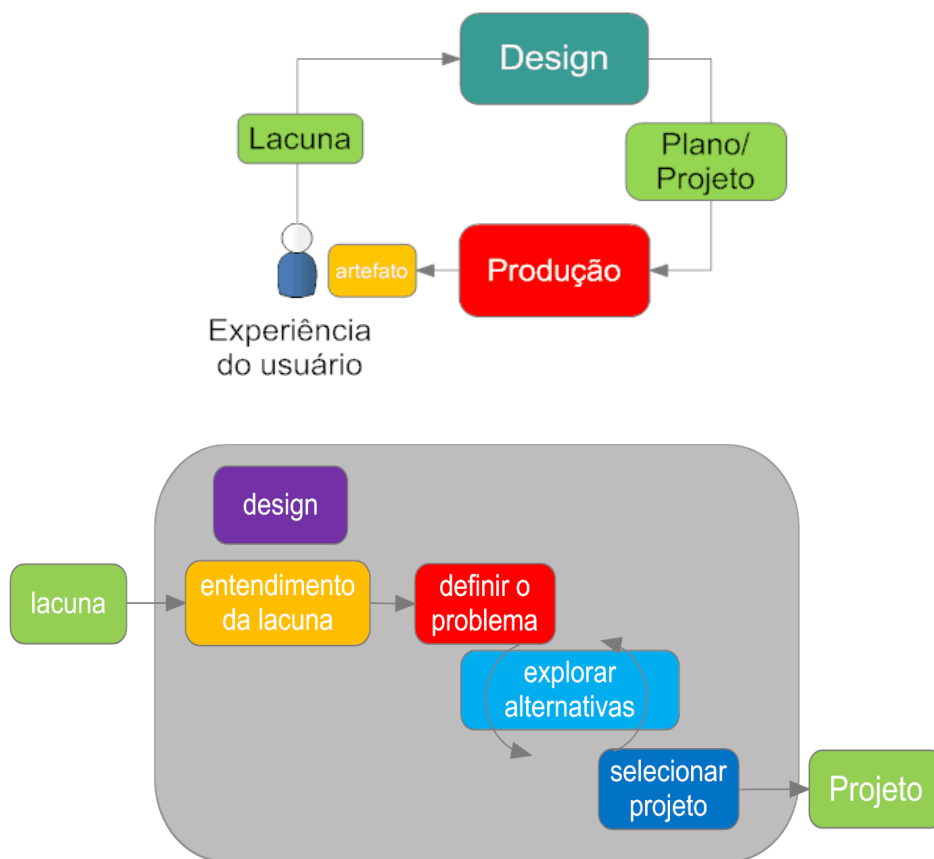 Design
Lacuna
Plano/
Projeto
artefato
Produção
Experiência
do usuário
design
lacuna
entendimento
da lacuna
definir o
problema
explorar
alternativas
selecionar
projeto
Projeto